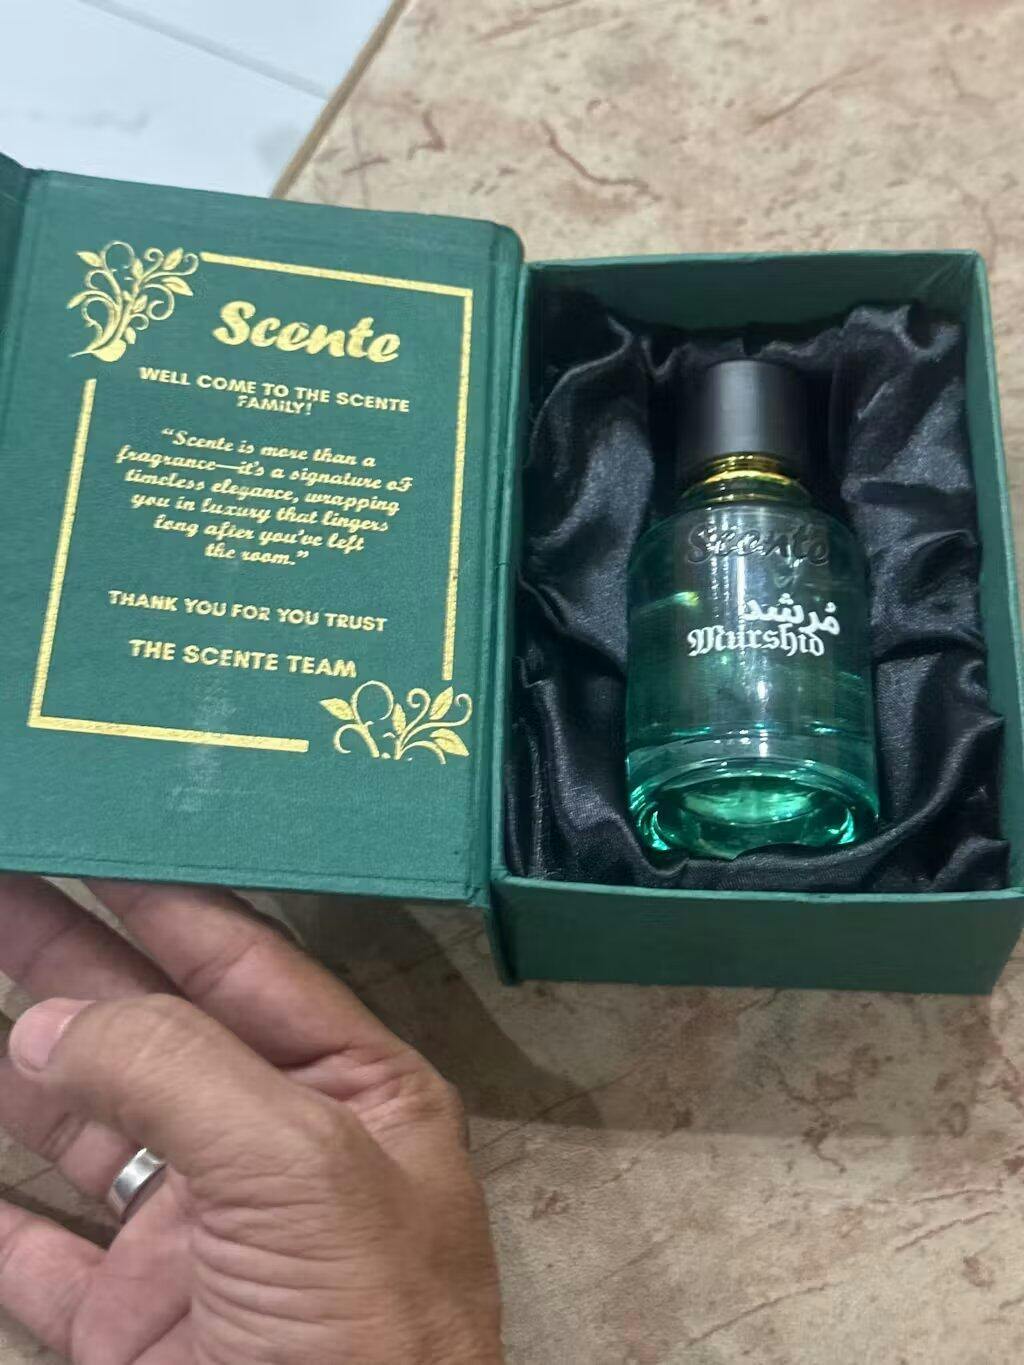 Scente
WELL COME TO THE SCENTE
FAMILY!
“Scente is more than a
fragrance—it's a signature of
timeless elegance, wrapping
you in luxury that lingers
long after you've left
the room.”
THANK YOU FOR YOU TRUST
THE SCENTE TEAM
Scente
مُرشد
Murshid